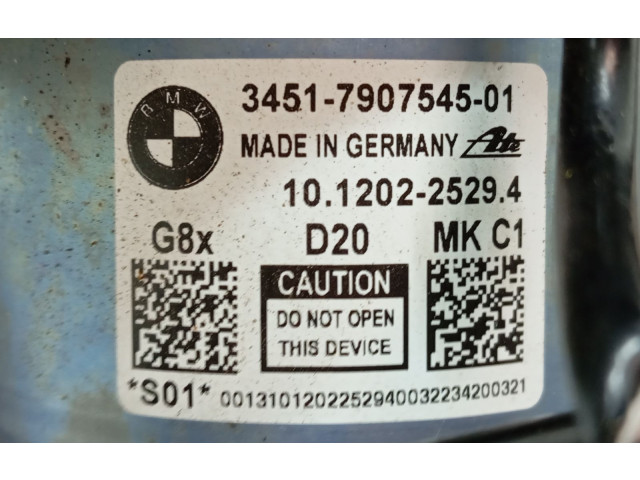 BMW
3451-7907545-01
MADE IN GERMANY Ate
10.1202-2529.4
G8x D20 MK C1
CAUTION
DO NOT OPEN
THIS DEVICE
*S01* 0013101202252940032234200321